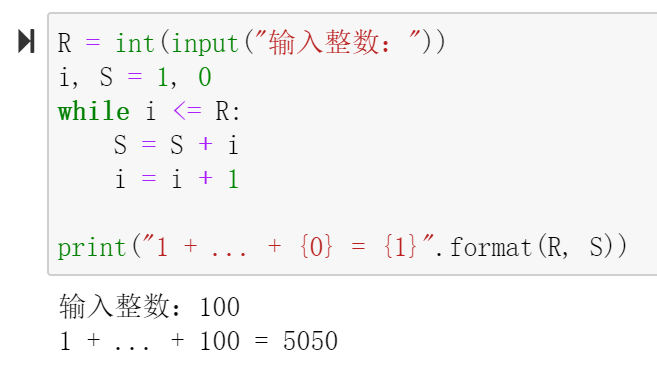 R = int(input("输入整数："))
i, S = 1, 0
while i <= R:
    S = S + i
    i = i + 1
print("1 + ... + {0} = {1}".format(R, S))
输入整数：100
1 + ... + 100 = 5050